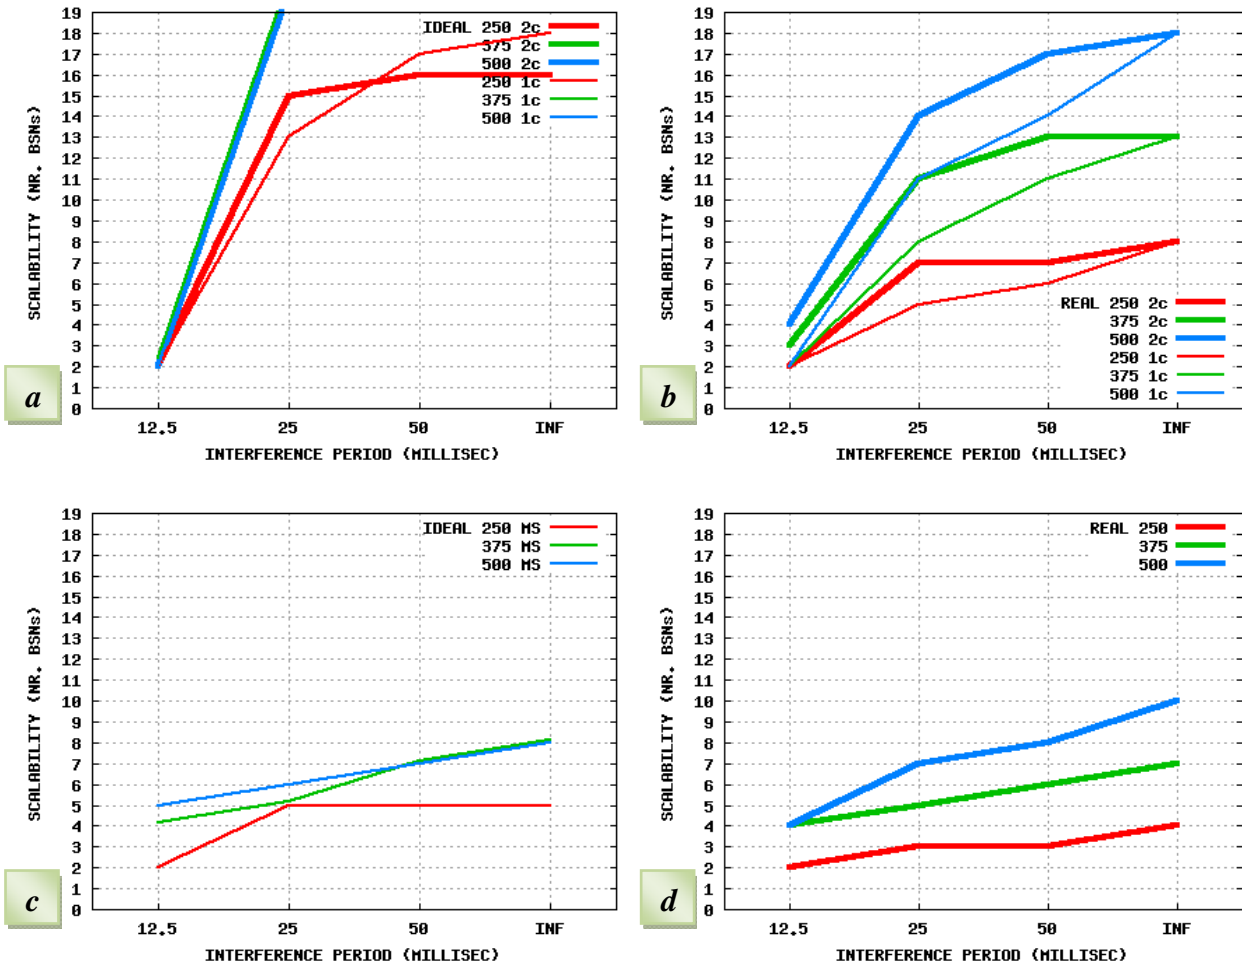 19
18
17
16
15
14
13
12
11
10
9
8
7
6
5
4
3
2
1
0
SCALABILITY (NR. BSNs)
IDEAL 250 2c
375 2c
500 2c
250 1c
375 1c
500 1c
a
12.5 25 50 INF
INTERFERENCE PERIOD (MILLISEC)
19
18
17
16
15
14
13
12
11
10
9
8
7
6
5
4
3
2
1
0
SCALABILITY (NR. BSNs)
REAL 250 2c
375 2c
500 2c
250 1c
375 1c
500 1c
b
12.5 25 50 INF
INTERFERENCE PERIOD (MILLISEC)
19
18
17
16
15
14
13
12
11
10
9
8
7
6
5
4
3
2
1
0
SCALABILITY (NR. BSNs)
IDEAL 250 MS
375 MS
500 MS
c
12.5 25 50 INF
INTERFERENCE PERIOD (MILLISEC)
19
18
17
16
15
14
13
12
11
10
9
8
7
6
5
4
3
2
1
0
SCALABILITY (NR. BSNs)
REAL 250
375
500
d
12.5 25 50 INF
INTERFERENCE PERIOD (MILLISEC)